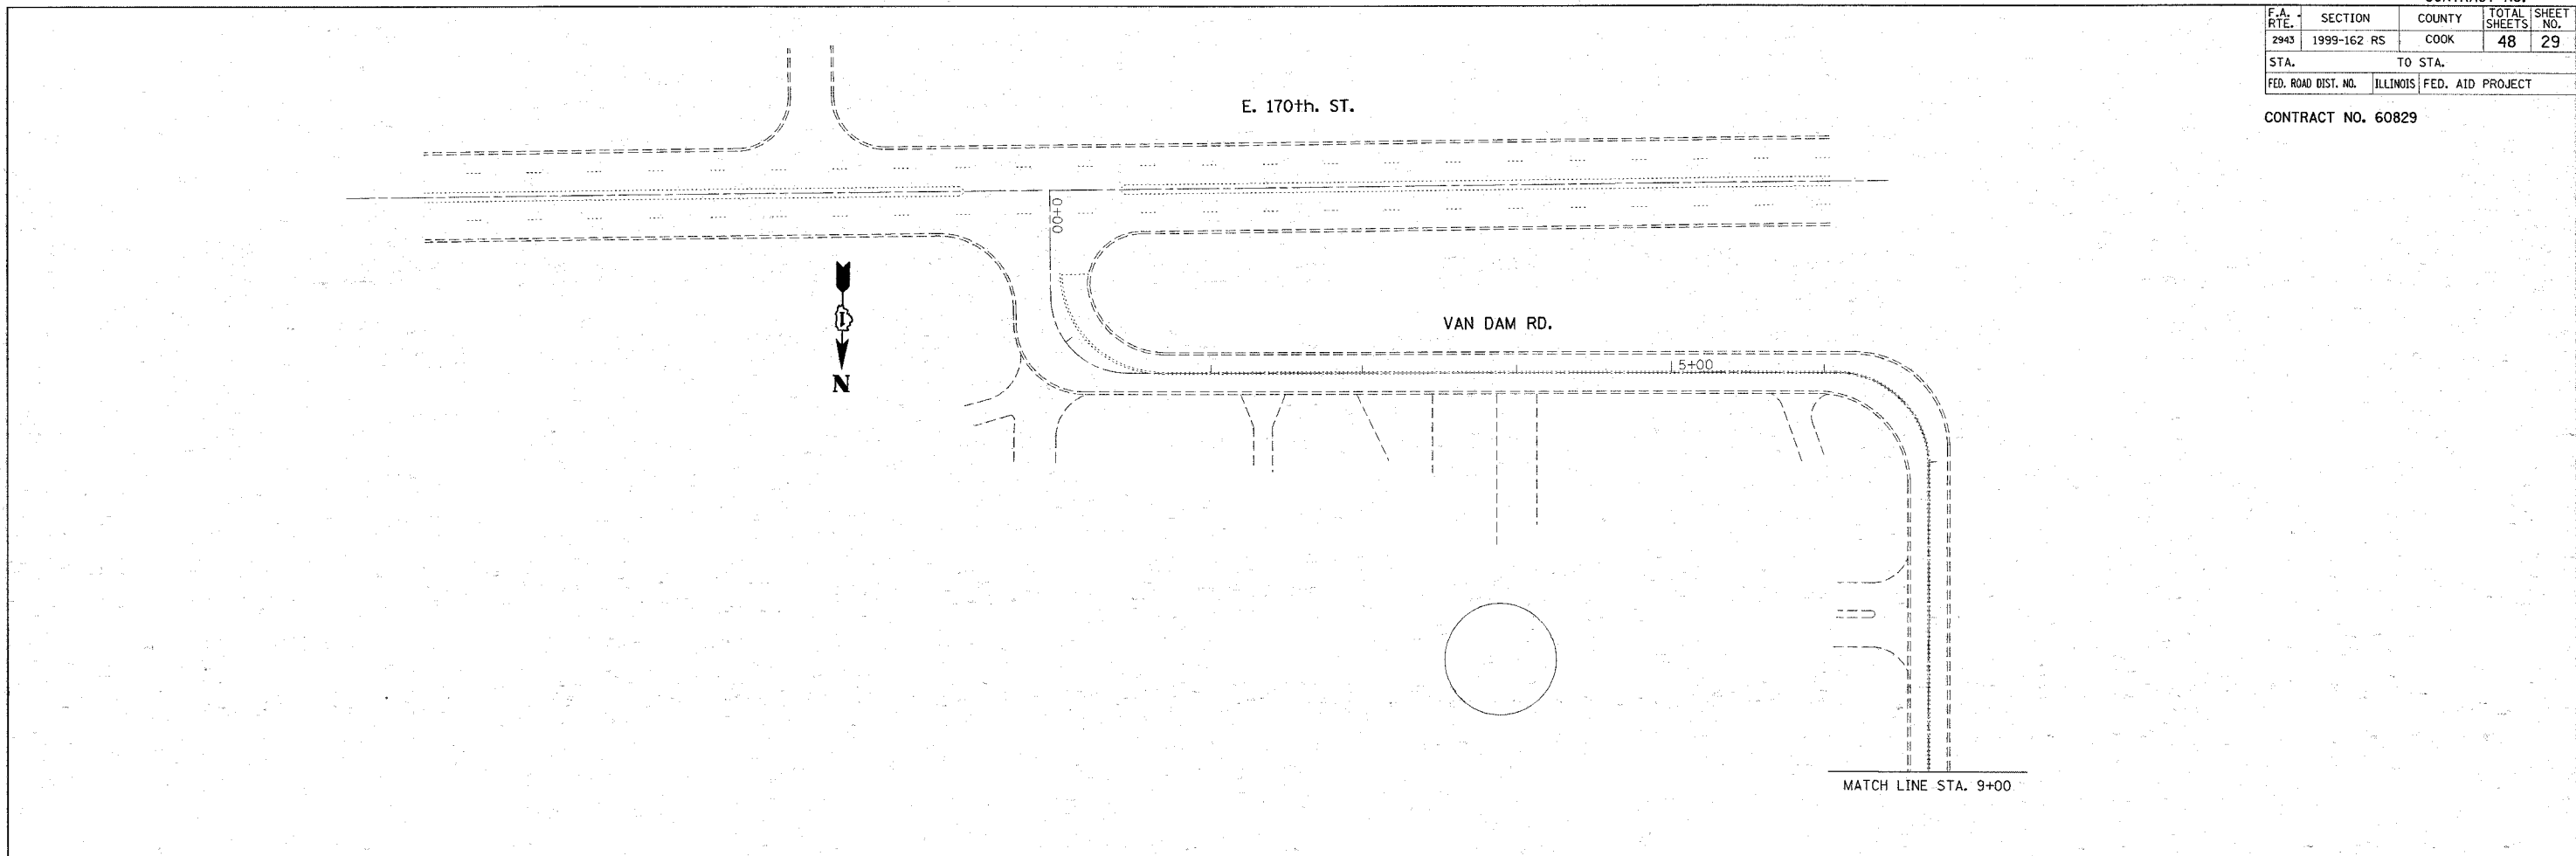 F.A. RTE. SECTION COUNTY TOTAL SHEETS SHEET NO.
2943 1999-162 RS COOK 48 29
STA. TO STA.
FED. ROAD DIST. NO. ILLINOIS FED. AID PROJECT
CONTRACT NO. 60829
E. 170th. ST.
0+00
N
VAN DAM RD.
5+00
MATCH LINE STA. 9+00